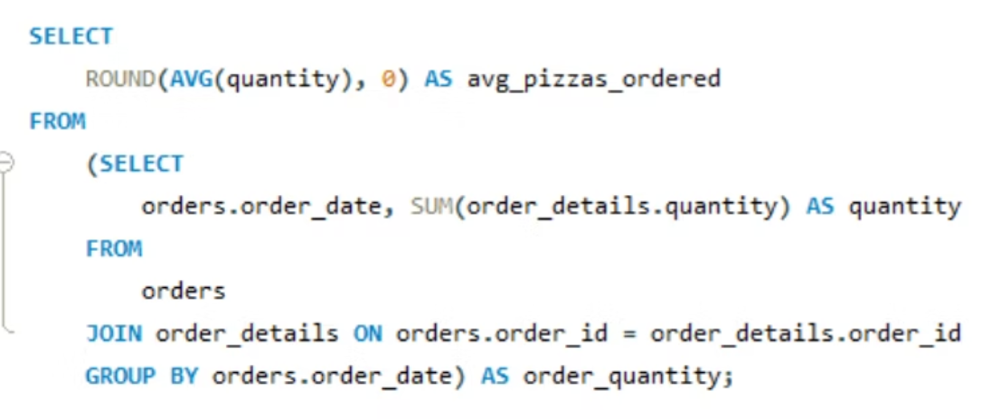 SELECT
ROUND(AVG(quantity), 0) AS avg_pizzas_ordered
FROM
(SELECT
orders.order_date, SUM(order_details.quantity) AS quantity
FROM
orders
JOIN order_details ON orders.order_id = order_details.order_id
GROUP BY orders.order_date) AS order_quantity;